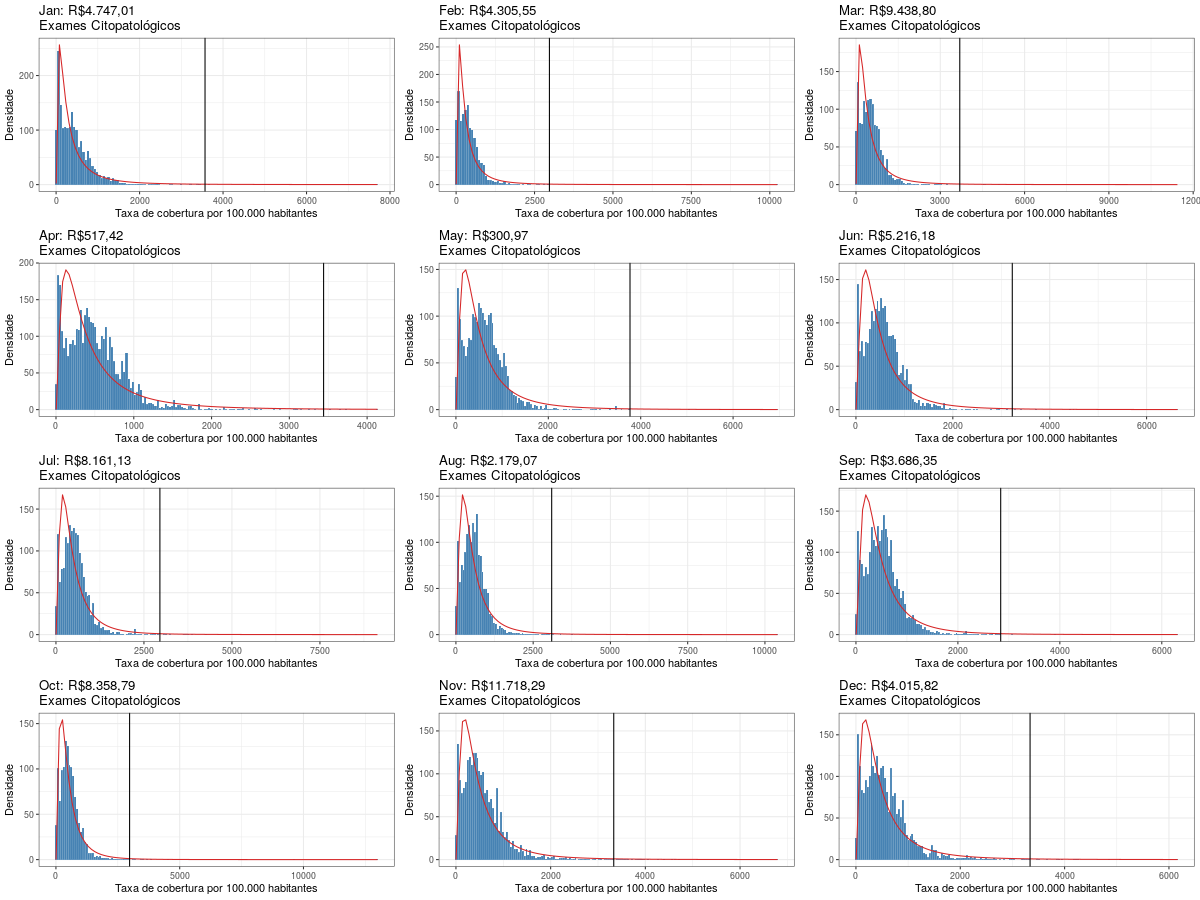 Jan: R$4.747,01
Exames Citopatológicos
Densidade
200
100
0
0 2000 4000 6000 8000
Taxa de cobertura por 100.000 habitantes
Feb: R$4.305,55
Exames Citopatológicos
Densidade
250
200
150
100
50
0
0 2500 5000 7500 10000
Taxa de cobertura por 100.000 habitantes
Mar: R$9.438,80
Exames Citopatológicos
Densidade
150
100
50
0
0 3000 6000 9000 1200
Taxa de cobertura por 100.000 habitantes
Apr: R$517,42
Exames Citopatológicos
Densidade
200
150
100
50
0
0 1000 2000 3000 4000
Taxa de cobertura por 100.000 habitantes
May: R$300,97
Exames Citopatológicos
Densidade
150
100
50
0
0 2000 4000 6000
Taxa de cobertura por 100.000 habitantes
Jun: R$5.216,18
Exames Citopatológicos
Densidade
150
100
50
0
0 2000 4000 6000
Taxa de cobertura por 100.000 habitantes
Jul: R$8.161,13
Exames Citopatológicos
Densidade
150
100
50
0
0 2500 5000 7500
Taxa de cobertura por 100.000 habitantes
Aug: R$2.179,07
Exames Citopatológicos
Densidade
150
100
50
0
0 2500 5000 7500 10000
Taxa de cobertura por 100.000 habitantes
Sep: R$3.686,35
Exames Citopatológicos
Densidade
150
100
50
0
0 2000 4000 6000
Taxa de cobertura por 100.000 habitantes
Oct: R$8.358,79
Exames Citopatológicos
Densidade
150
100
50
0
0 5000 10000
Taxa de cobertura por 100.000 habitantes
Nov: R$11.718,29
Exames Citopatológicos
Densidade
150
100
50
0
0 2000 4000 6000
Taxa de cobertura por 100.000 habitantes
Dec: R$4.015,82
Exames Citopatológicos
Densidade
150
100
50
0
0 2000 4000 6000
Taxa de cobertura por 100.000 habitantes